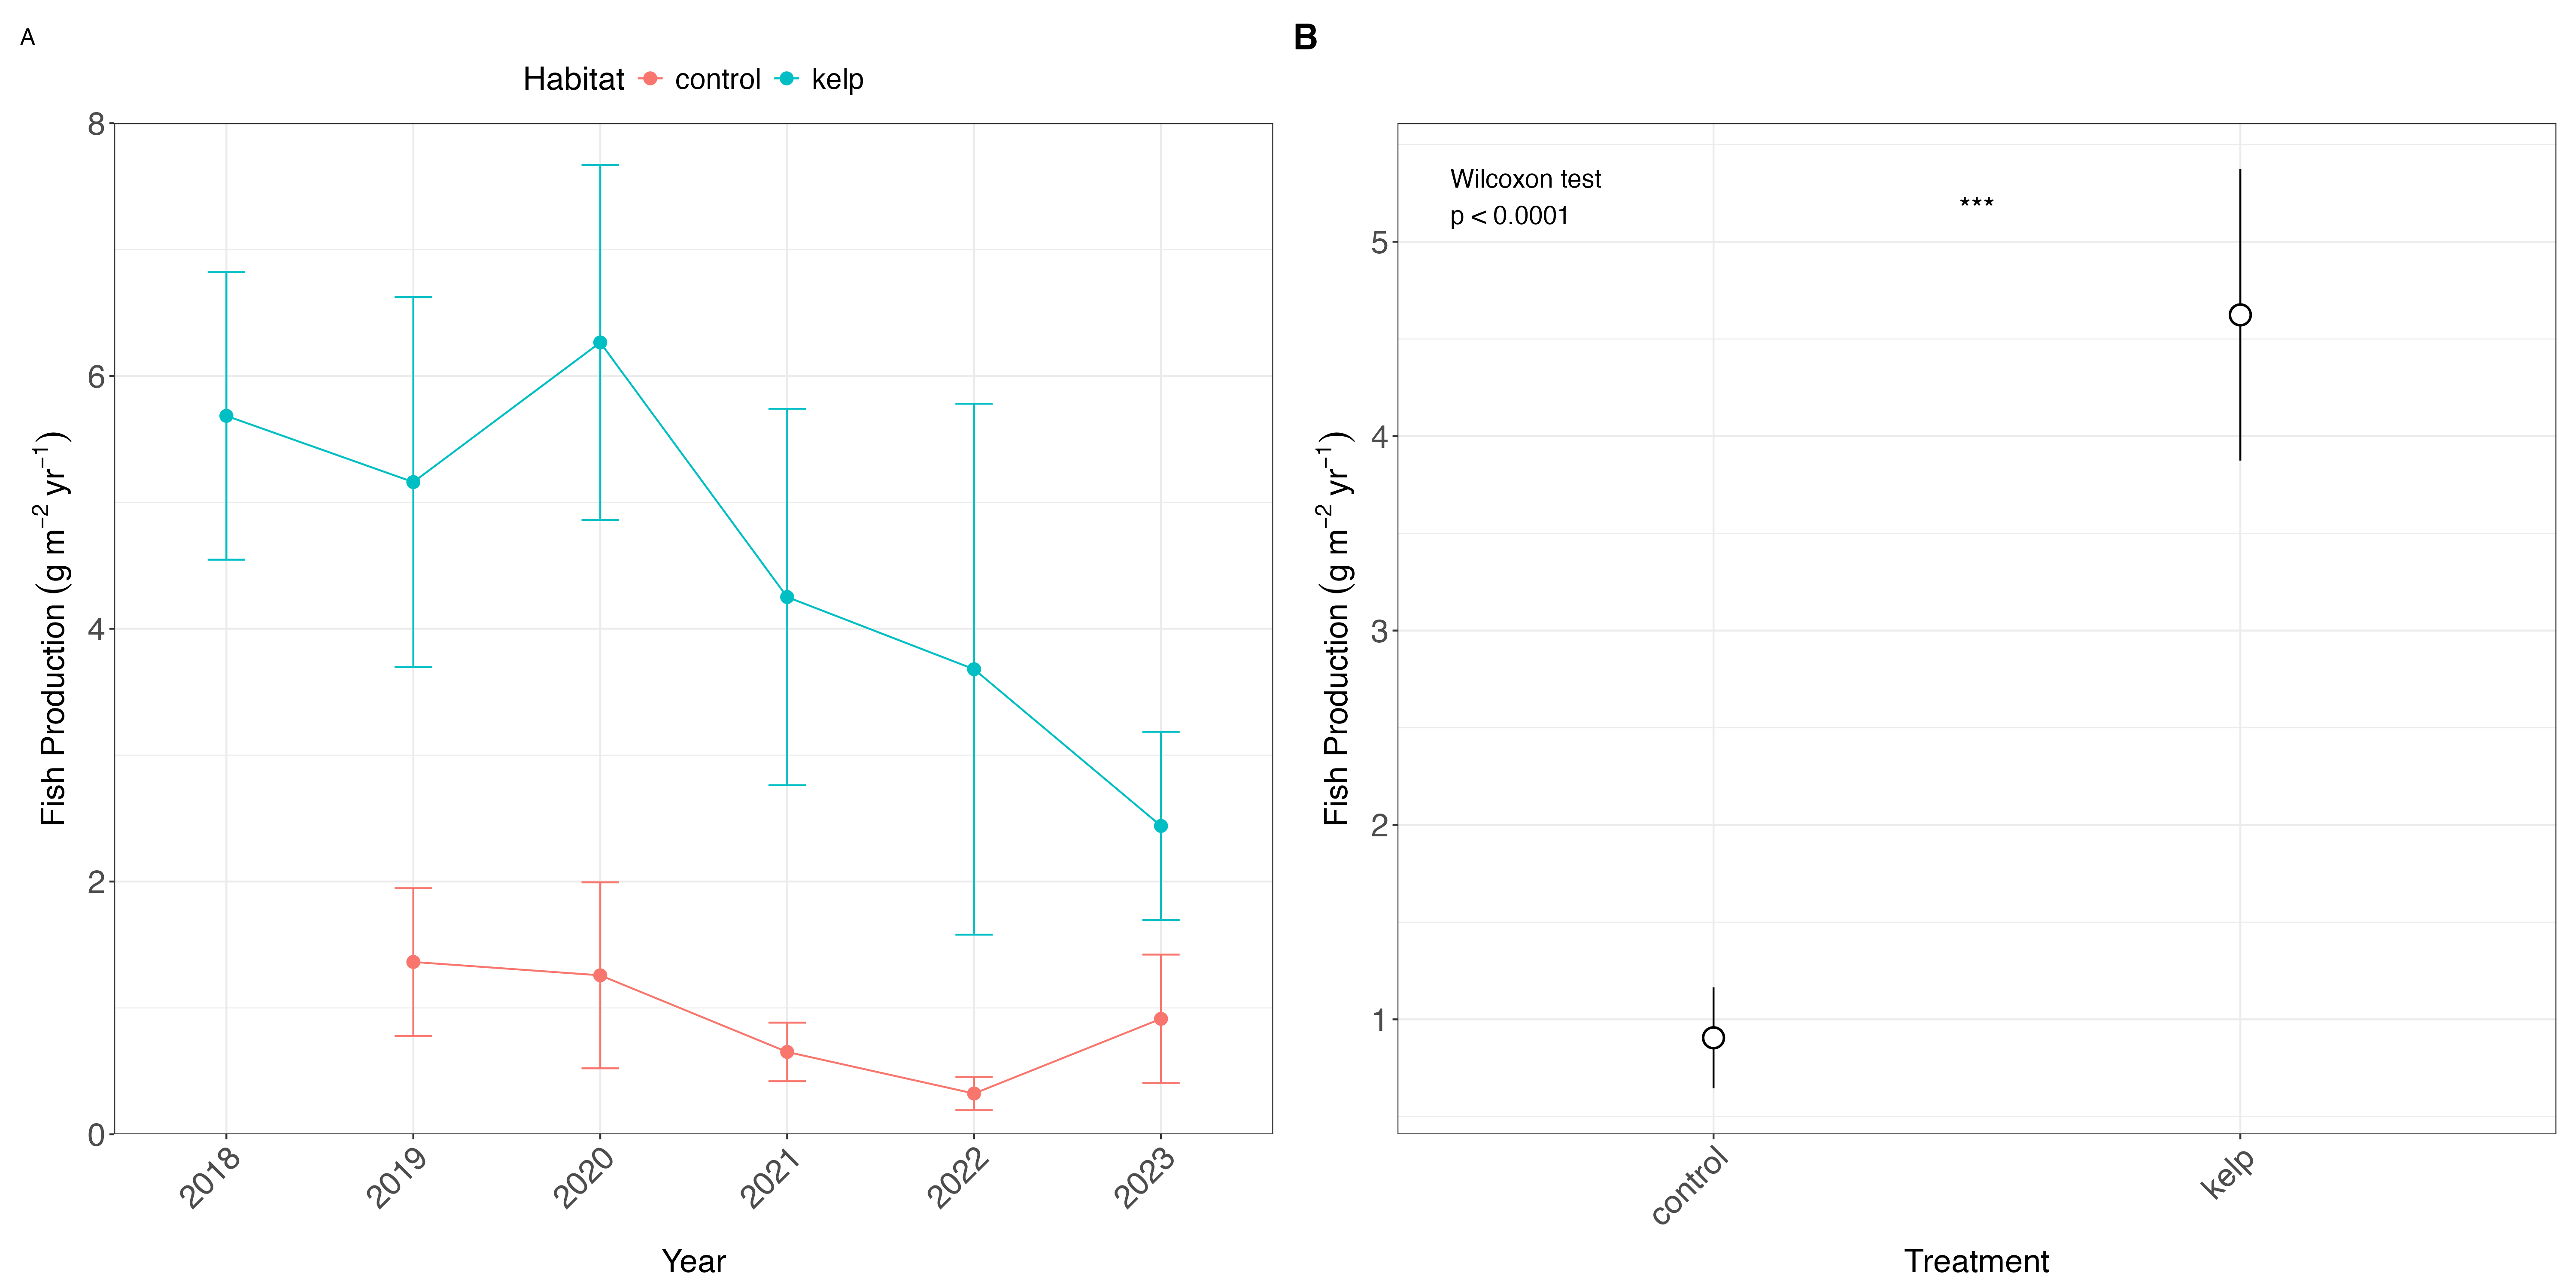 A
Habitat control kelp
Fish Production (g m⁻² yr⁻¹)
8
6
4
2
0
2018 2019 2020 2021 2022 2023
Year
B
Wilcoxon test
p < 0.0001
***
Fish Production (g m⁻² yr⁻¹)
5
4
3
2
1
control kelp
Treatment